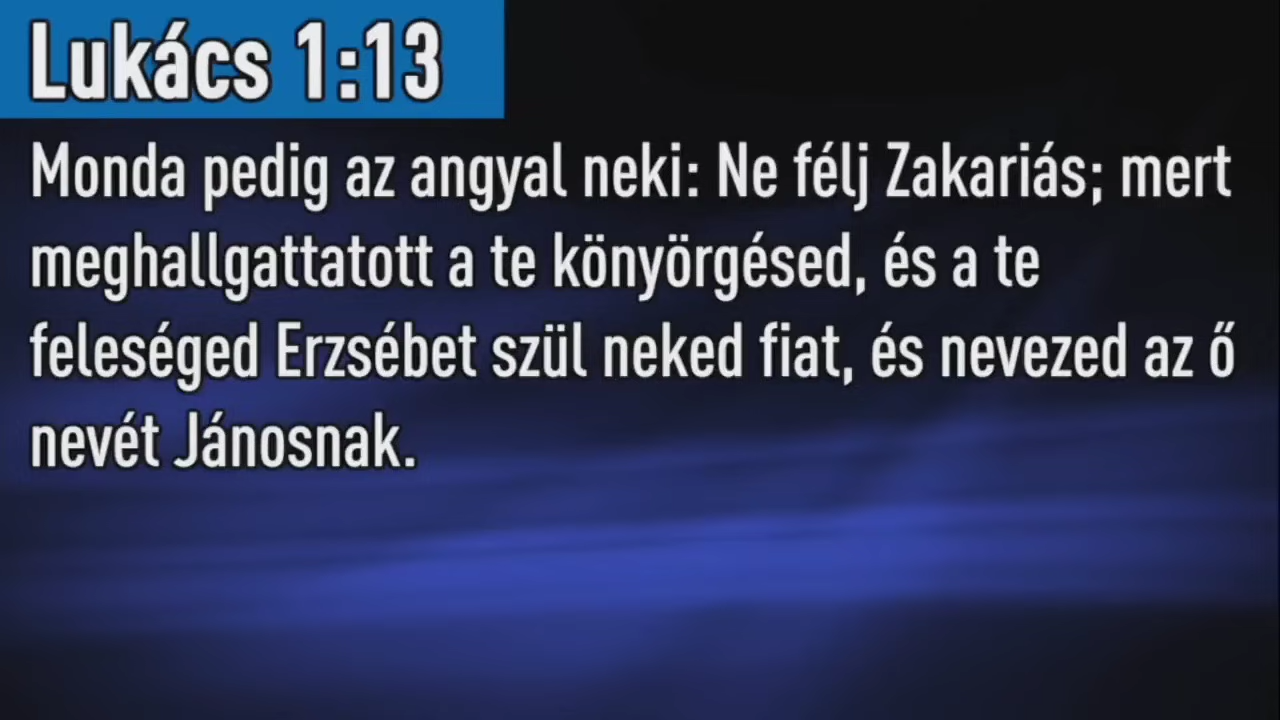 Lukács 1:13
Monda pedig az angyal neki: Ne félj Zakariás; mert
meghallgattatott a te könyörgésed, és a te
feleséged Erzsébet szül neked fiat, és nevezed az ő
nevét Jánosnak.